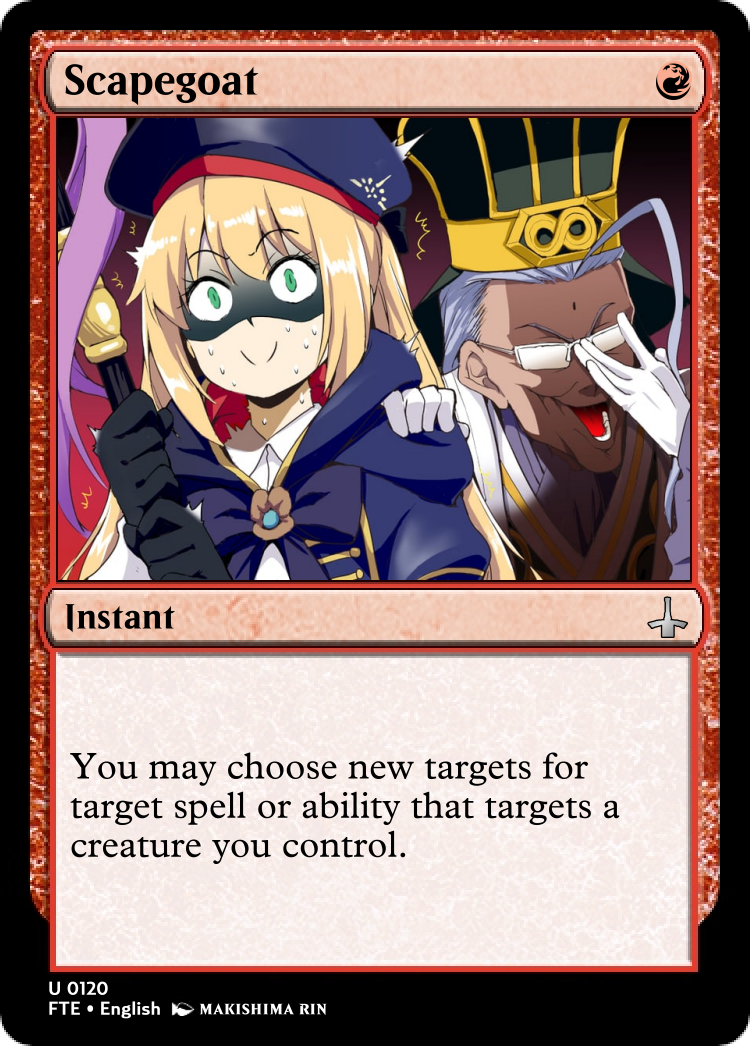 Scapegoat
Instant
You may choose new targets for
target spell or ability that targets a
creature you control.
U 0120
FTE • English MAKISHIMA RIN